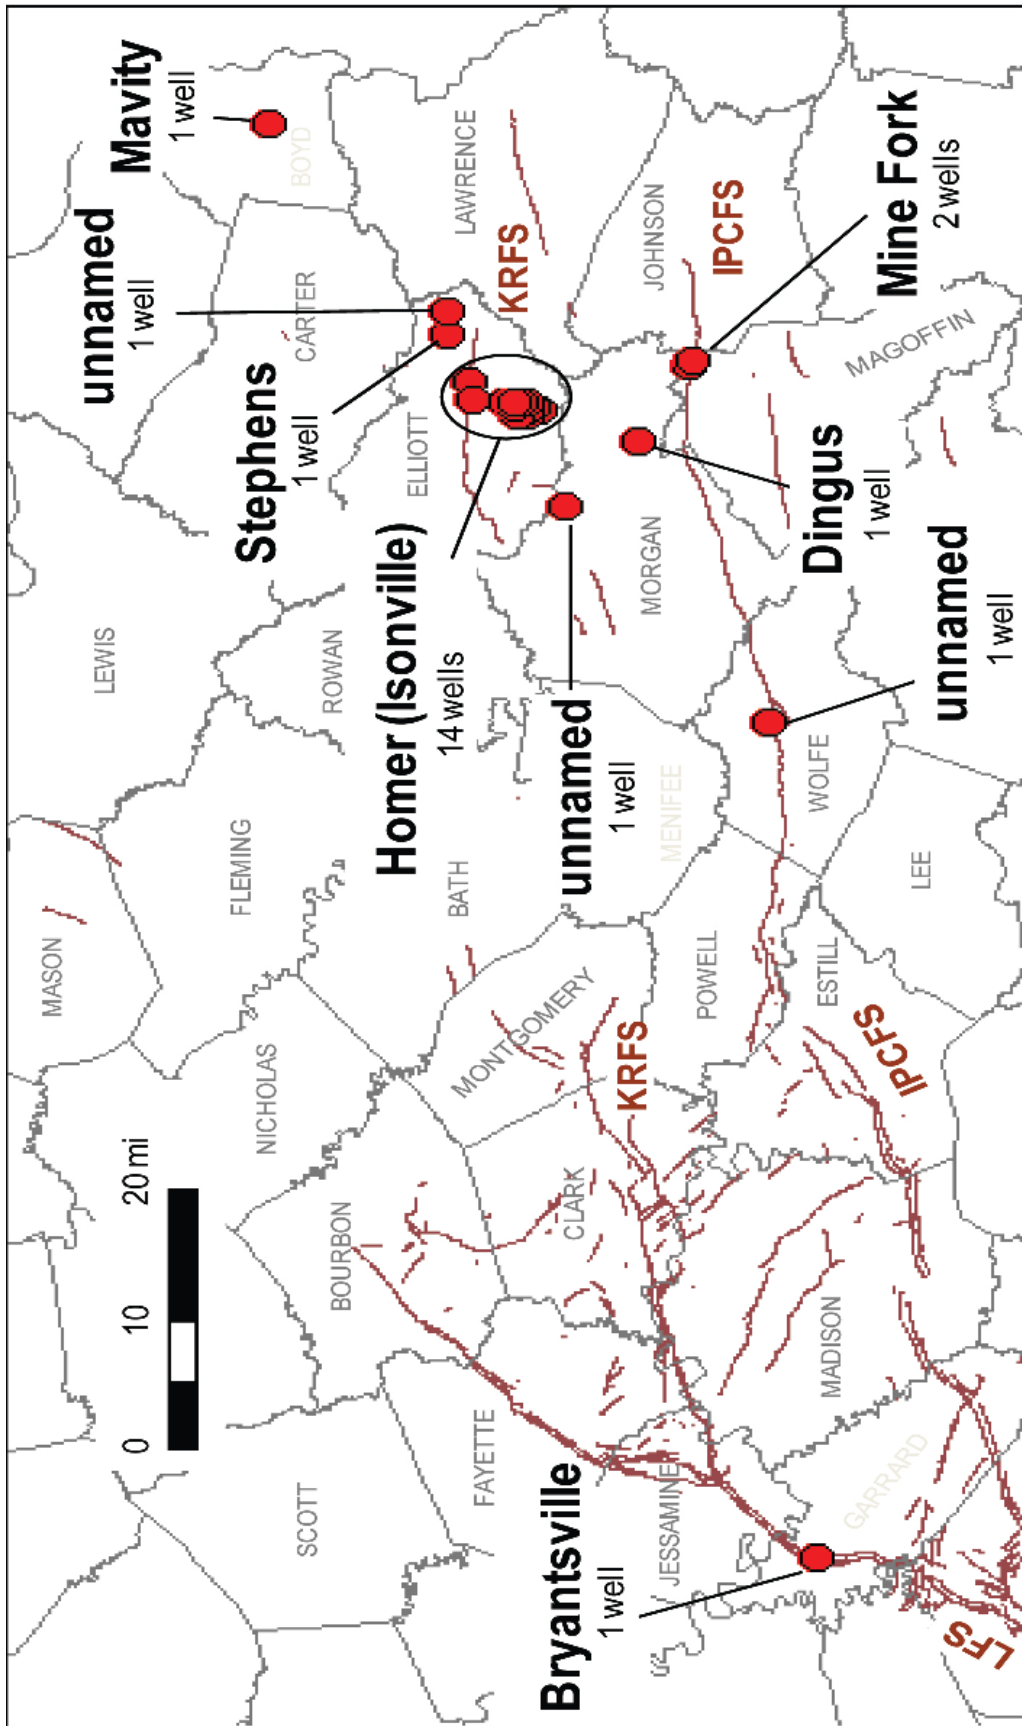 MASON
LEWIS
FLEMING
NICHOLAS
ROWAN
CARTER
BOYD
Mavity
1 well
unnamed
1 well
Stephens
1 well
Homer (Isonville)
14 wells
ELLIOTT
LAWRENCE
KRFS
0
10
20 mi
SCOTT
BOURBON
BATH
FAYETTE
MONTGOMERY
CLARK
KRFS
unnamed
1 well
MENIFEE
MORGAN
JOHNSON
IPCFS
Mine Fork
2 wells
MAGOFFIN
Dingus
1 well
unnamed
1 well
WOLFE
POWELL
ESTILL
LEE
IPCFS
MADISON
JESSAMINE
GARRARD
Bryantsville
1 well
LFS